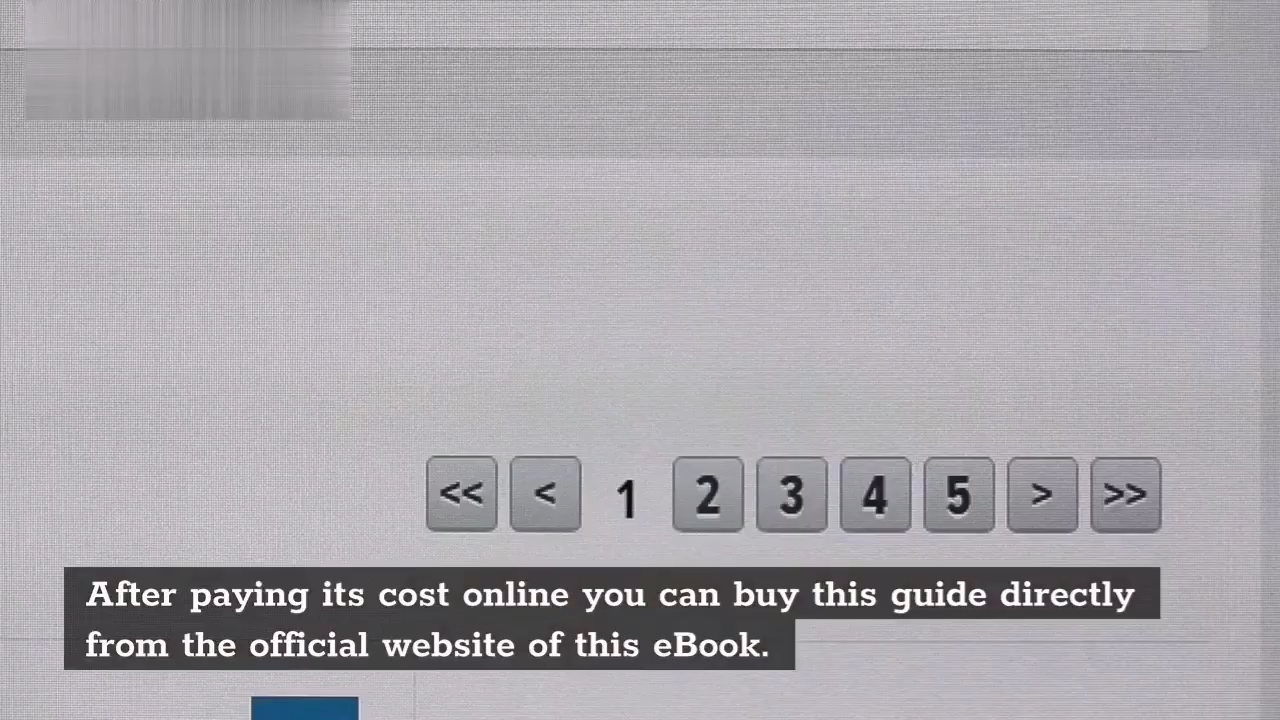 << < 1 2 3 4 5 > >>
After paying its cost online you can buy this guide directly
from the official website of this eBook.